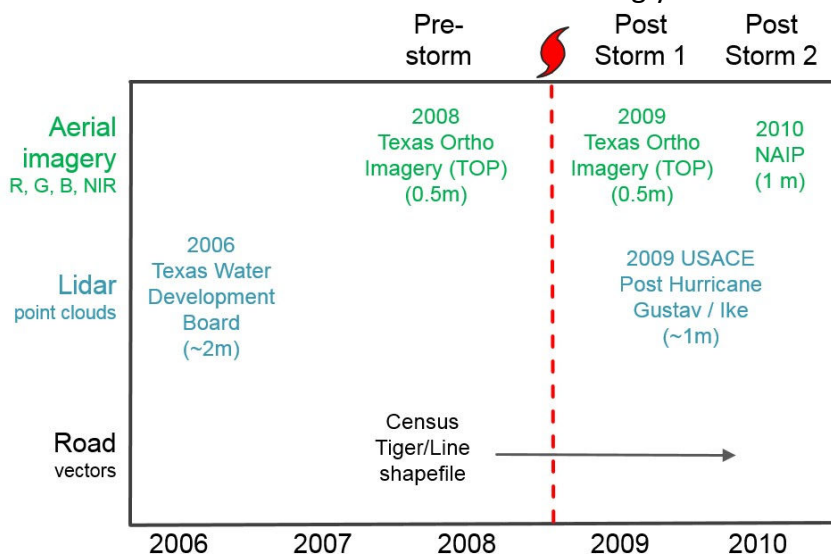 Pre-
storm
Post
Storm 1
Post
Storm 2
Aerial
imagery
R, G, B, NIR
2008
Texas Ortho
Imagery (TOP)
(0.5m)
2009
Texas Ortho
Imagery (TOP)
(0.5m)
2010
NAIP
(1 m)
Lidar
point clouds
2006
Texas Water
Development
Board
(~2m)
2009 USACE
Post Hurricane
Gustav / Ike
(~1m)
Road
vectors
Census
Tiger/Line
shapefile
2006 2007 2008 2009 2010